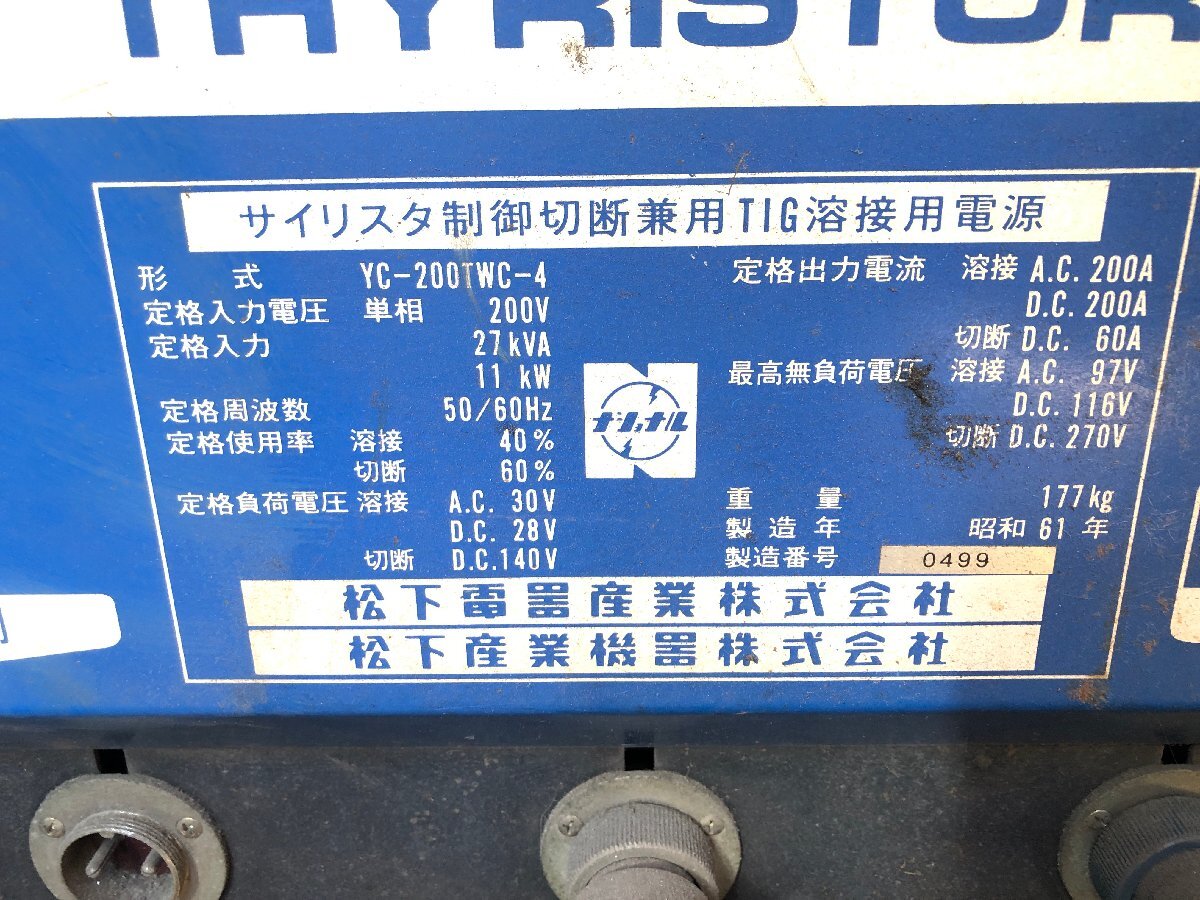 THYRISTOR
サイリスタ制御切断兼用TIG溶接用電源
形 式 YC-200TWC-4
定格入力電圧 単相 200V
定格入力 27kVA
11 kW
定格周波数 50/60Hz
定格使用率 溶接 40%
切断 60%
定格負荷電圧 溶接 A.C. 30V
D.C. 28V
切断 D.C.140V
定格出力電流 溶接 A.C. 200A
D.C. 200A
切断 D.C. 60A
最高無負荷電圧 溶接 A.C. 97V
D.C. 116V
切断 D.C. 270V
ナショナル
重 量 177kg
製 造 年 昭和 61 年
製造番号 0499
松下電器産業株式会社
松下産業機器株式会社